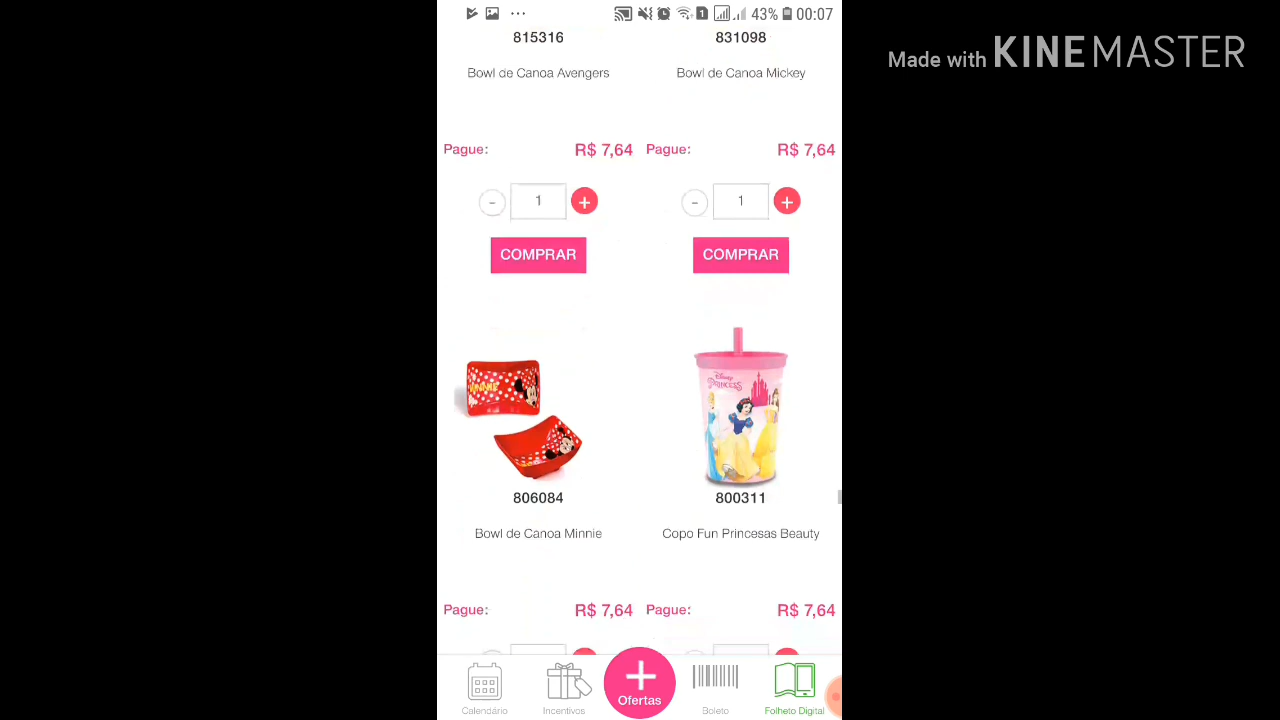 43% 00:07
Made with KINEMASTER
815316
831098
Bowl de Canoa Avengers
Bowl de Canoa Mickey
Pague: R$ 7,64
Pague: R$ 7,64
- 1 +
- 1 +
COMPRAR
COMPRAR
MINNIE
Disney
PRINCESS
806084
800311
Bowl de Canoa Minnie
Copo Fun Princesas Beauty
Pague: R$ 7,64
Pague: R$ 7,64
+
Ofertas
Calendário
Incentivos
Boleto
Folheto Digital